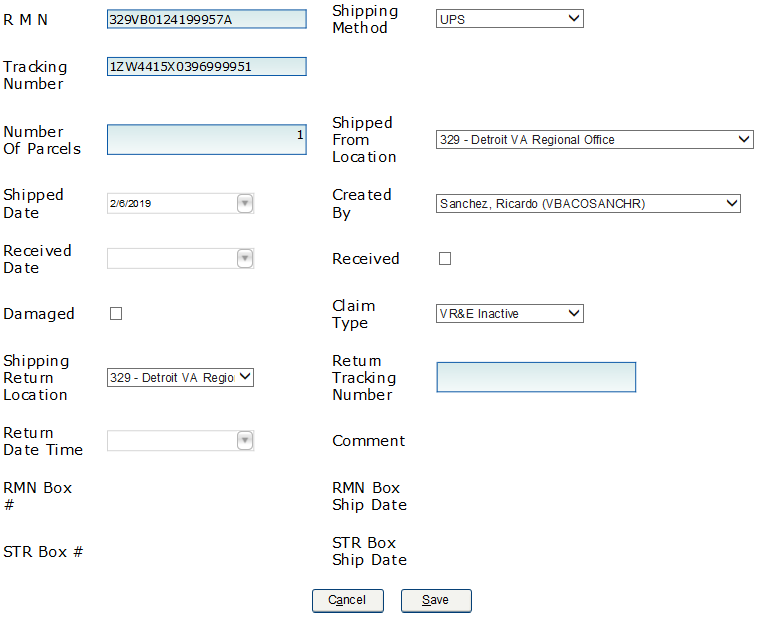 R M N
329VB0124199957A
Shipping
Method
UPS
Tracking
Number
1ZW4415X0396999951
Number
Of Parcels
1
Shipped
From
Location
329 - Detroit VA Regional Office
Shipped
Date
2/6/2019
Created
By
Sanchez, Ricardo (VBACOSANCHR)
Received
Date
Received
Damaged
Claim
Type
VR&E Inactive
Shipping
Return
Location
329 - Detroit VA Regio
Return
Tracking
Number
Return
Date Time
Comment
RMN Box
#
RMN Box
Ship Date
STR Box #
STR Box
Ship Date
Cancel
Save